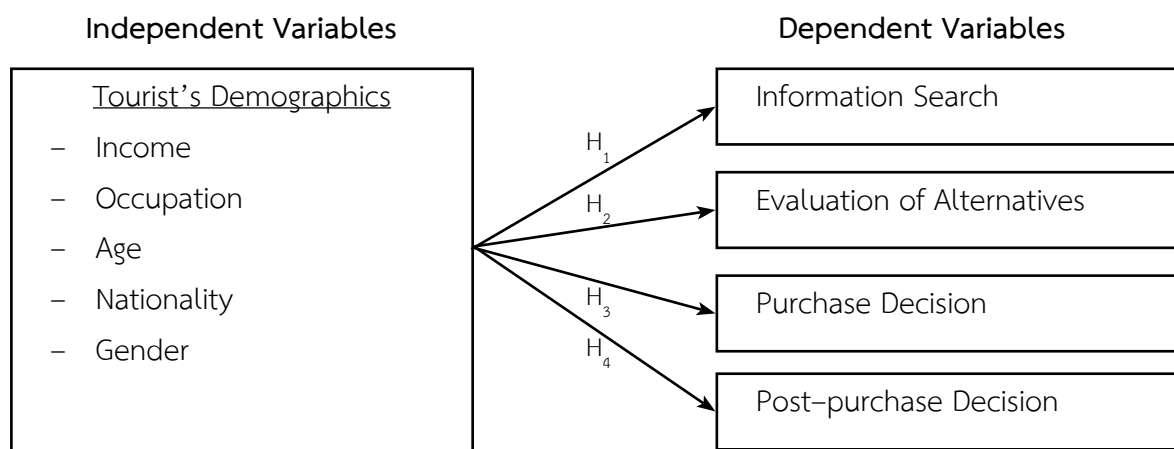 Independent Variables
Tourist’s Demographics
– Income
– Occupation
– Age
– Nationality
– Gender
H₁
H₂
H₃
H₄
Dependent Variables
Information Search
Evaluation of Alternatives
Purchase Decision
Post–purchase Decision